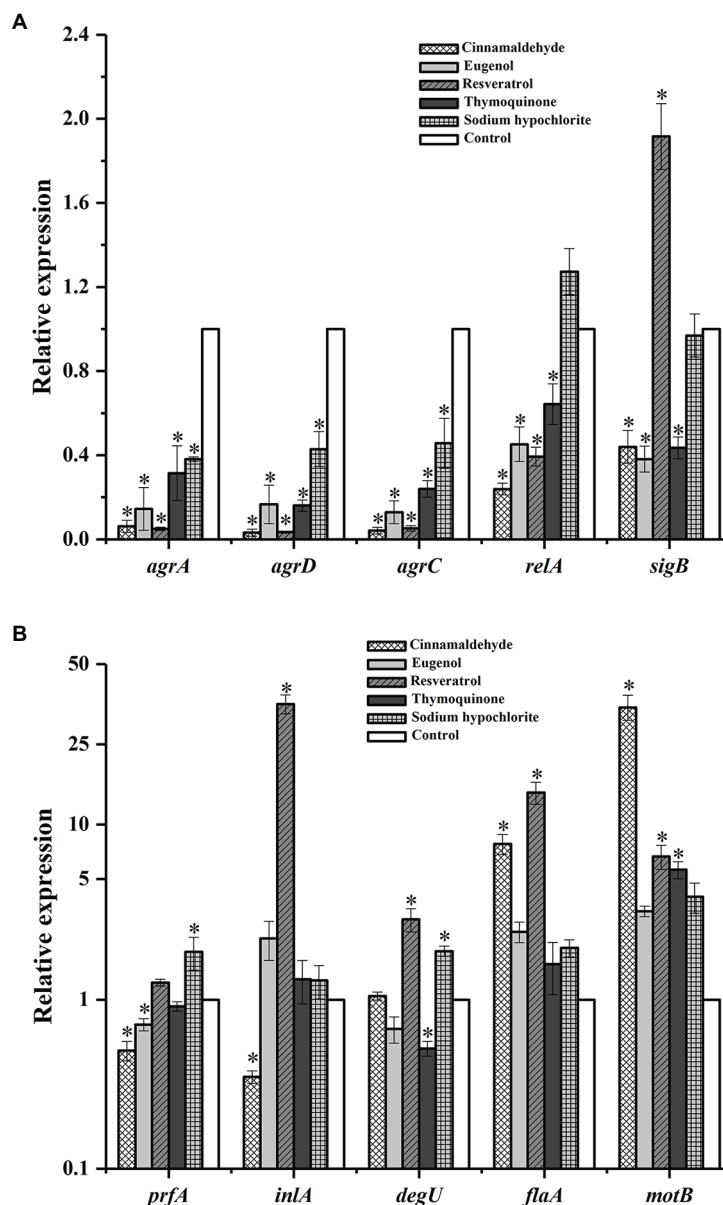 A
2.4
2.0
1.6
1.2
0.8
0.4
0.0
Relative expression
Cinnamaldehyde
Eugenol
Resveratrol
Thymoquinone
Sodium hypochlorite
Control
* * * * *
* * * * *
* * * * *
* * * *
* * * *
agrA agrD agrC relA sigB
B
50
25
10
5
1
0.1
Relative expression
Cinnamaldehyde
Eugenol
Resveratrol
Thymoquinone
Sodium hypochlorite
Control
* * *
* *
* * *
* *
* * *
prfA inlA degU flaA motB